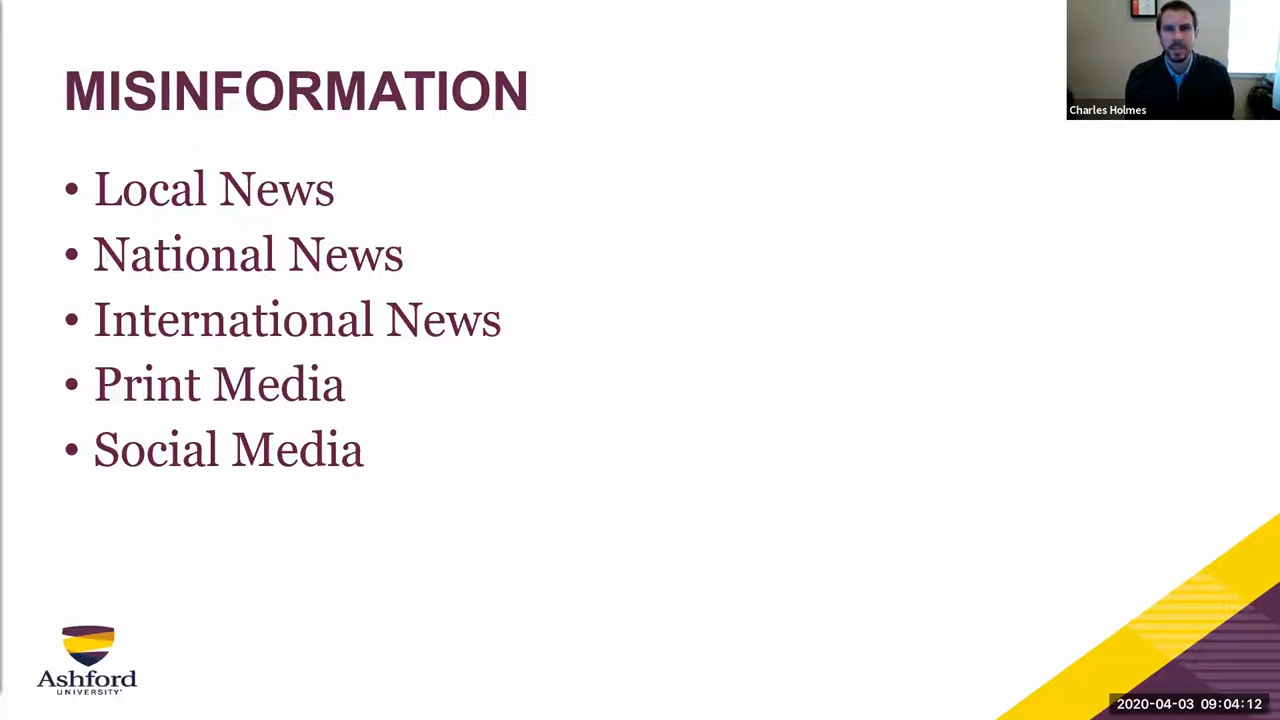 MISINFORMATION
Charles Holmes
• Local News
• National News
• International News
• Print Media
• Social Media
Ashford
UNIVERSITY
2020-04-03 09:04:12